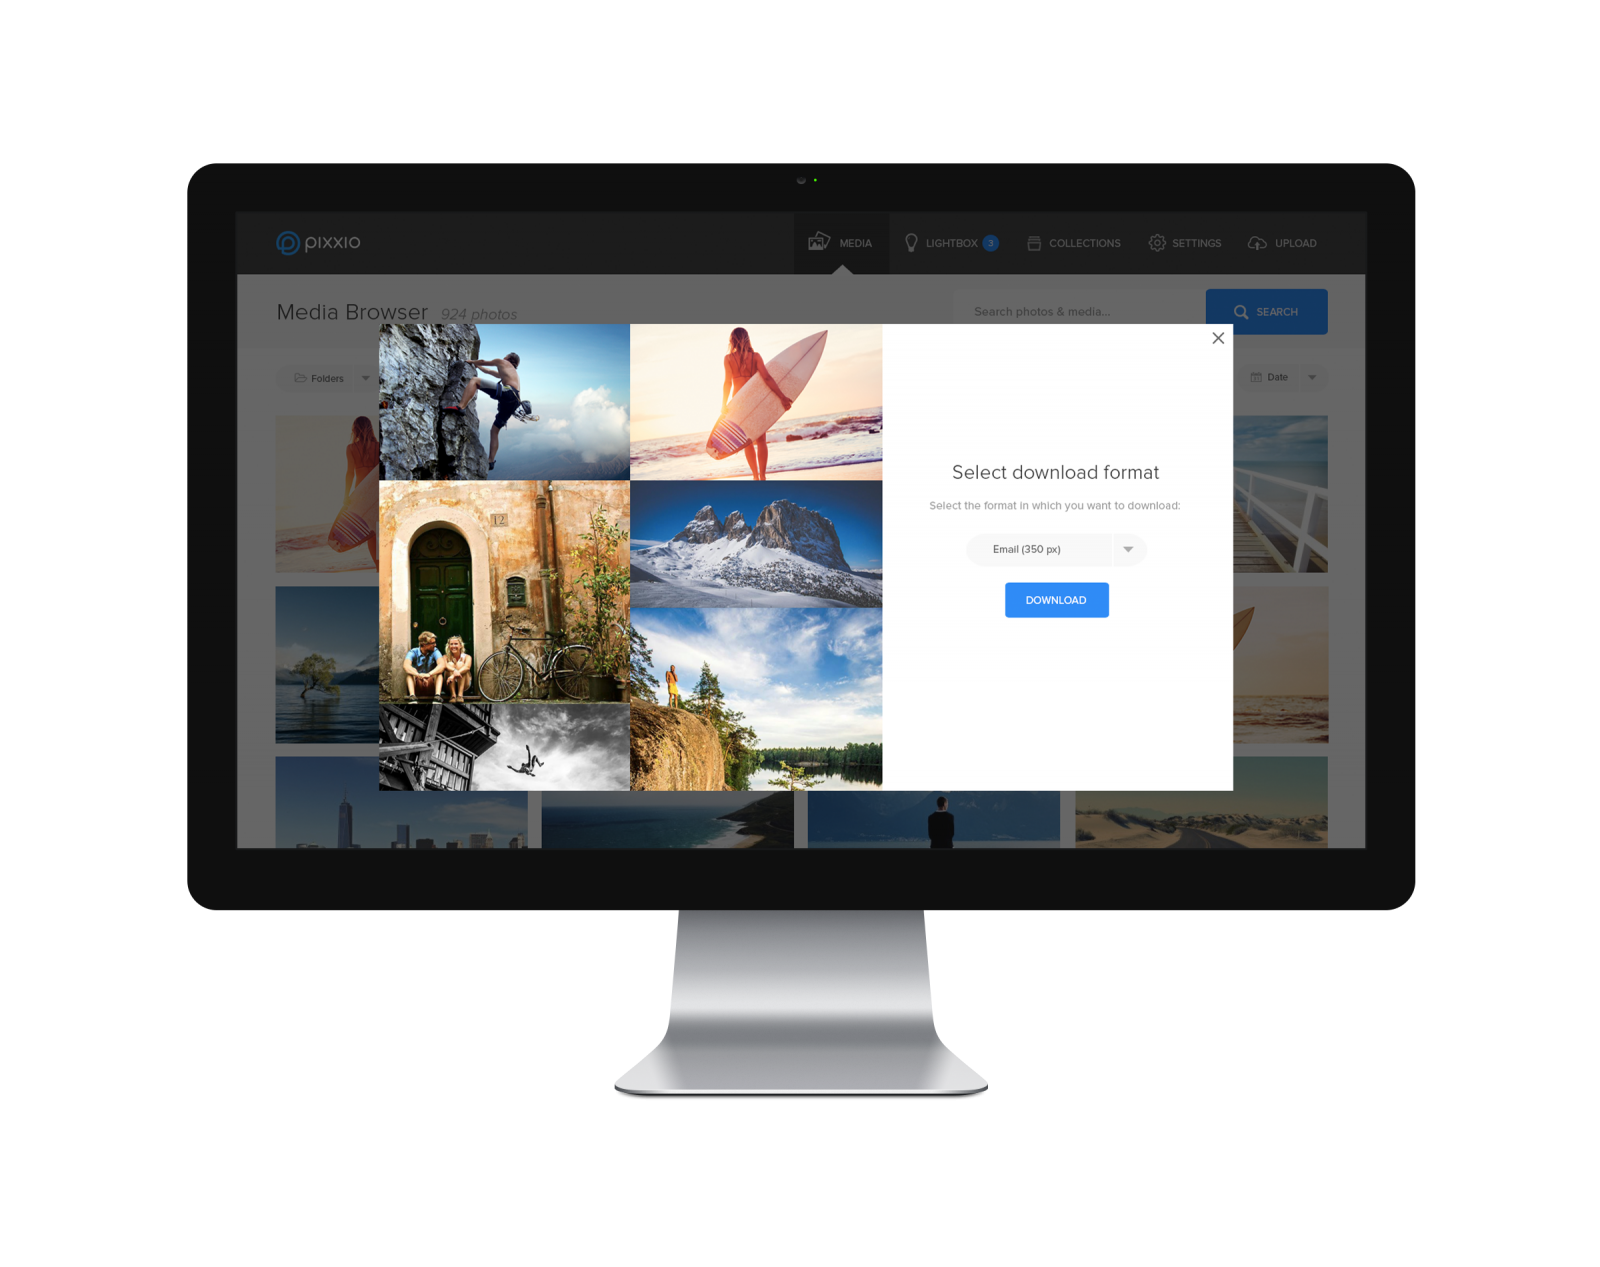 pixxio
MEDIA
LIGHTBOX 3
COLLECTIONS
SETTINGS
UPLOAD
Media Browser 924 photos
Search photos & media...
SEARCH
Folders
Date
12
Select download format
Select the format in which you want to download:
Email (350 px)
DOWNLOAD